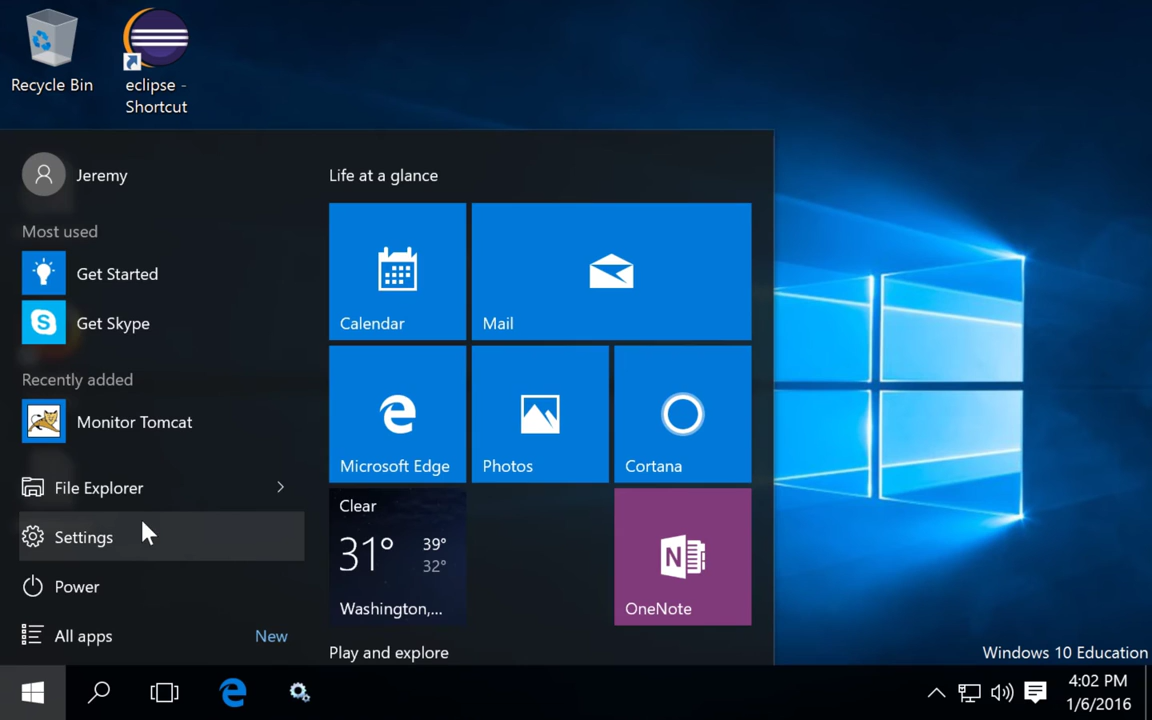 Recycle Bin
eclipse -
Shortcut
Jeremy
Most used
Get Started
Get Skype
Recently added
Monitor Tomcat
File Explorer
Settings
Power
All apps
New
Life at a glance
Calendar
Mail
Microsoft Edge
Photos
Cortana
Clear
31°
39°
32°
Washington,...
OneNote
Play and explore
Windows 10 Education
4:02 PM
1/6/2016